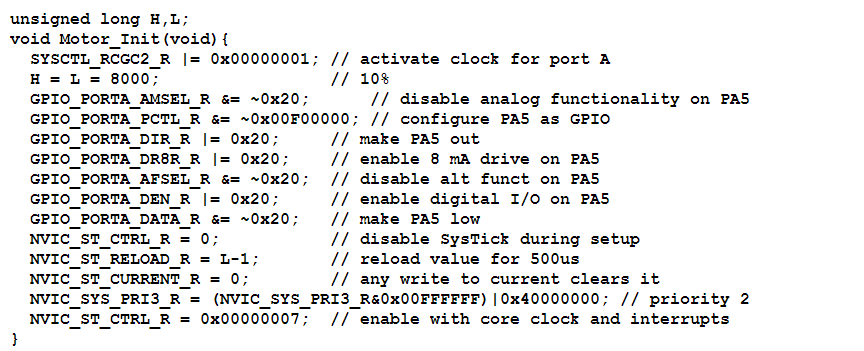 unsigned long H,L;
void Motor_Init(void){
  SYSCTL_RCGC2_R |= 0x00000001; // activate clock for port A
  H = L = 8000;                 // 10%
  GPIO_PORTA_AMSEL_R &= ~0x20;      // disable analog functionality on PA5
  GPIO_PORTA_PCTL_R &= ~0x00F00000; // configure PA5 as GPIO
  GPIO_PORTA_DIR_R |= 0x20;     // make PA5 out
  GPIO_PORTA_DR8R_R |= 0x20;    // enable 8 mA drive on PA5
  GPIO_PORTA_AFSEL_R &= ~0x20;  // disable alt funct on PA5
  GPIO_PORTA_DEN_R |= 0x20;     // enable digital I/O on PA5
  GPIO_PORTA_DATA_R &= ~0x20;   // make PA5 low
  NVIC_ST_CTRL_R = 0;           // disable SysTick during setup
  NVIC_ST_RELOAD_R = L-1;       // reload value for 500us
  NVIC_ST_CURRENT_R = 0;        // any write to current clears it
  NVIC_SYS_PRI3_R = (NVIC_SYS_PRI3_R&0x00FFFFFF)|0x40000000; // priority 2
  NVIC_ST_CTRL_R = 0x00000007;  // enable with core clock and interrupts
}